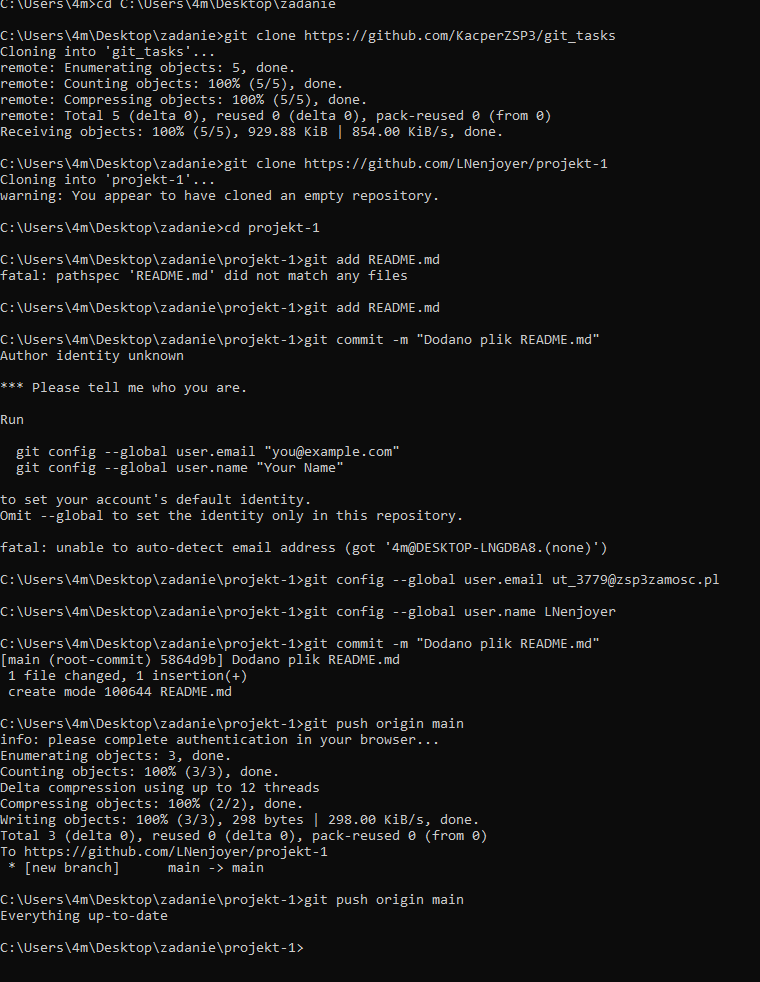 C:\Users\4m>cd C:\Users\4m\Desktop\zadanie
C:\Users\4m\Desktop\zadanie>git clone https://github.com/KacperZSP3/git_tasks
Cloning into 'git_tasks'...
remote: Enumerating objects: 5, done.
remote: Counting objects: 100% (5/5), done.
remote: Compressing objects: 100% (5/5), done.
remote: Total 5 (delta 0), reused 0 (delta 0), pack-reused 0 (from 0)
Receiving objects: 100% (5/5), 929.88 KiB | 854.00 KiB/s, done.
C:\Users\4m\Desktop\zadanie>git clone https://github.com/LNenjoyer/projekt-1
Cloning into 'projekt-1'...
warning: You appear to have cloned an empty repository.
C:\Users\4m\Desktop\zadanie>cd projekt-1
C:\Users\4m\Desktop\zadanie\projekt-1>git add README.md
fatal: pathspec 'README.md' did not match any files
C:\Users\4m\Desktop\zadanie\projekt-1>git add README.md
C:\Users\4m\Desktop\zadanie\projekt-1>git commit -m "Dodano plik README.md"
Author identity unknown
*** Please tell me who you are.
Run
  git config --global user.email "you@example.com"
  git config --global user.name "Your Name"
to set your account's default identity.
Omit --global to set the identity only in this repository.
fatal: unable to auto-detect email address (got '4m@DESKTOP-LNGDBA8.(none)')
C:\Users\4m\Desktop\zadanie\projekt-1>git config --global user.email ut_3779@zsp3zamosc.pl
C:\Users\4m\Desktop\zadanie\projekt-1>git config --global user.name LNenjoyer
C:\Users\4m\Desktop\zadanie\projekt-1>git commit -m "Dodano plik README.md"
[main (root-commit) 5864d9b] Dodano plik README.md
 1 file changed, 1 insertion(+)
 create mode 100644 README.md
C:\Users\4m\Desktop\zadanie\projekt-1>git push origin main
info: please complete authentication in your browser...
Enumerating objects: 3, done.
Counting objects: 100% (3/3), done.
Delta compression using up to 12 threads
Compressing objects: 100% (2/2), done.
Writing objects: 100% (3/3), 298 bytes | 298.00 KiB/s, done.
Total 3 (delta 0), reused 0 (delta 0), pack-reused 0 (from 0)
To https://github.com/LNenjoyer/projekt-1
 * [new branch]      main -> main
C:\Users\4m\Desktop\zadanie\projekt-1>git push origin main
Everything up-to-date
C:\Users\4m\Desktop\zadanie\projekt-1>